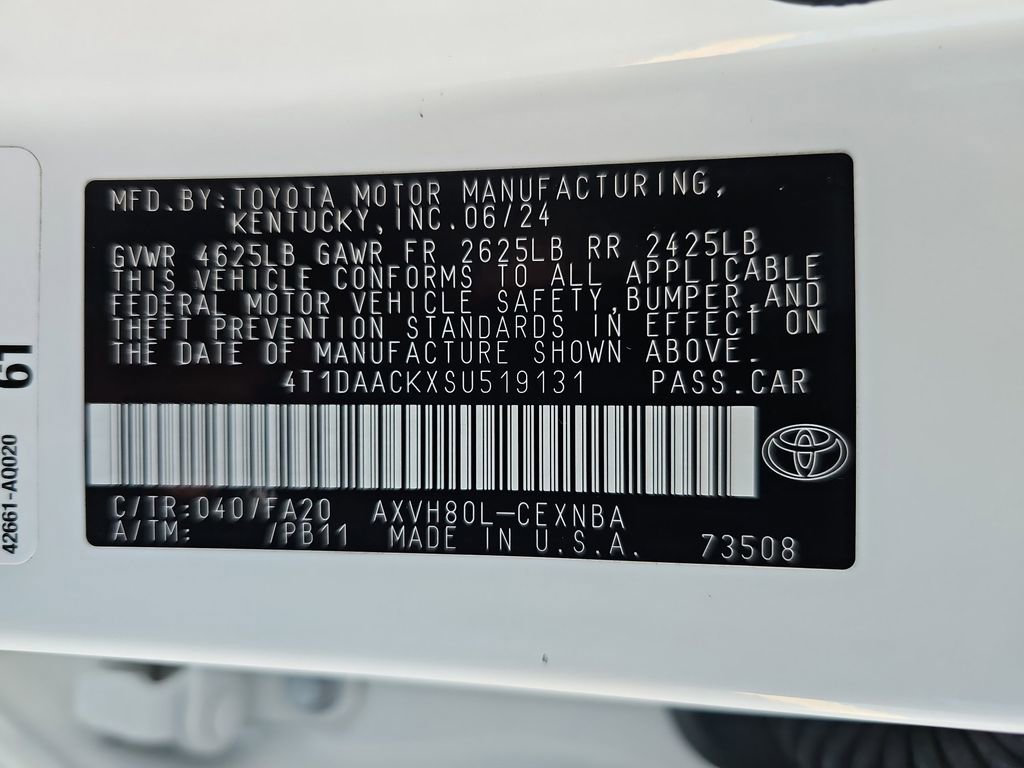 MFD.BY:TOYOTA MOTOR MANUFACTURING,
KENTUCKY,INC.06/24
GVWR 4625LB GAWR FR 2625LB RR 2425LB
THIS VEHICLE CONFORMS TO ALL APPLICABLE
FEDERAL MOTOR VEHICLE SAFETY,BUMPER,AND
THEFT PREVENTION STANDARDS IN EFFECT ON
THE DATE OF MANUFACTURE SHOWN ABOVE.
4T1DAACKXSU519131 PASS.CAR
C/TR:040/FA20 AXVH80L-CEXNBA
A/TM: /PB11 MADE IN U.S.A. 73508
42661-AQ020
61